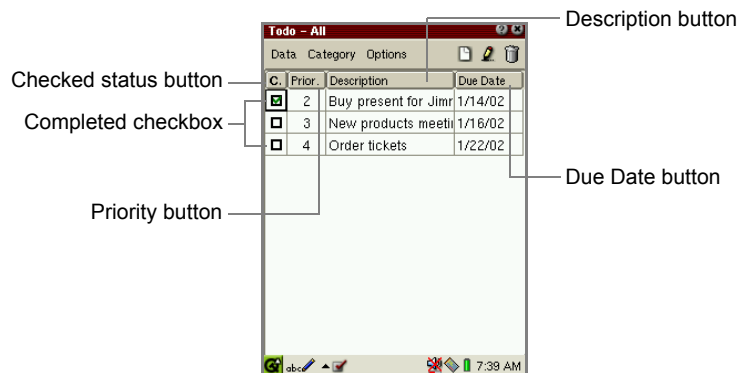 Description button
Todo – All
Data Category Options
Checked status button
C. Prior. Description Due Date
2 Buy present for Jimr 1/14/02
Completed checkbox
3 New products meeti 1/16/02
4 Order tickets 1/22/02
Due Date button
Priority button
abc 7:39 AM